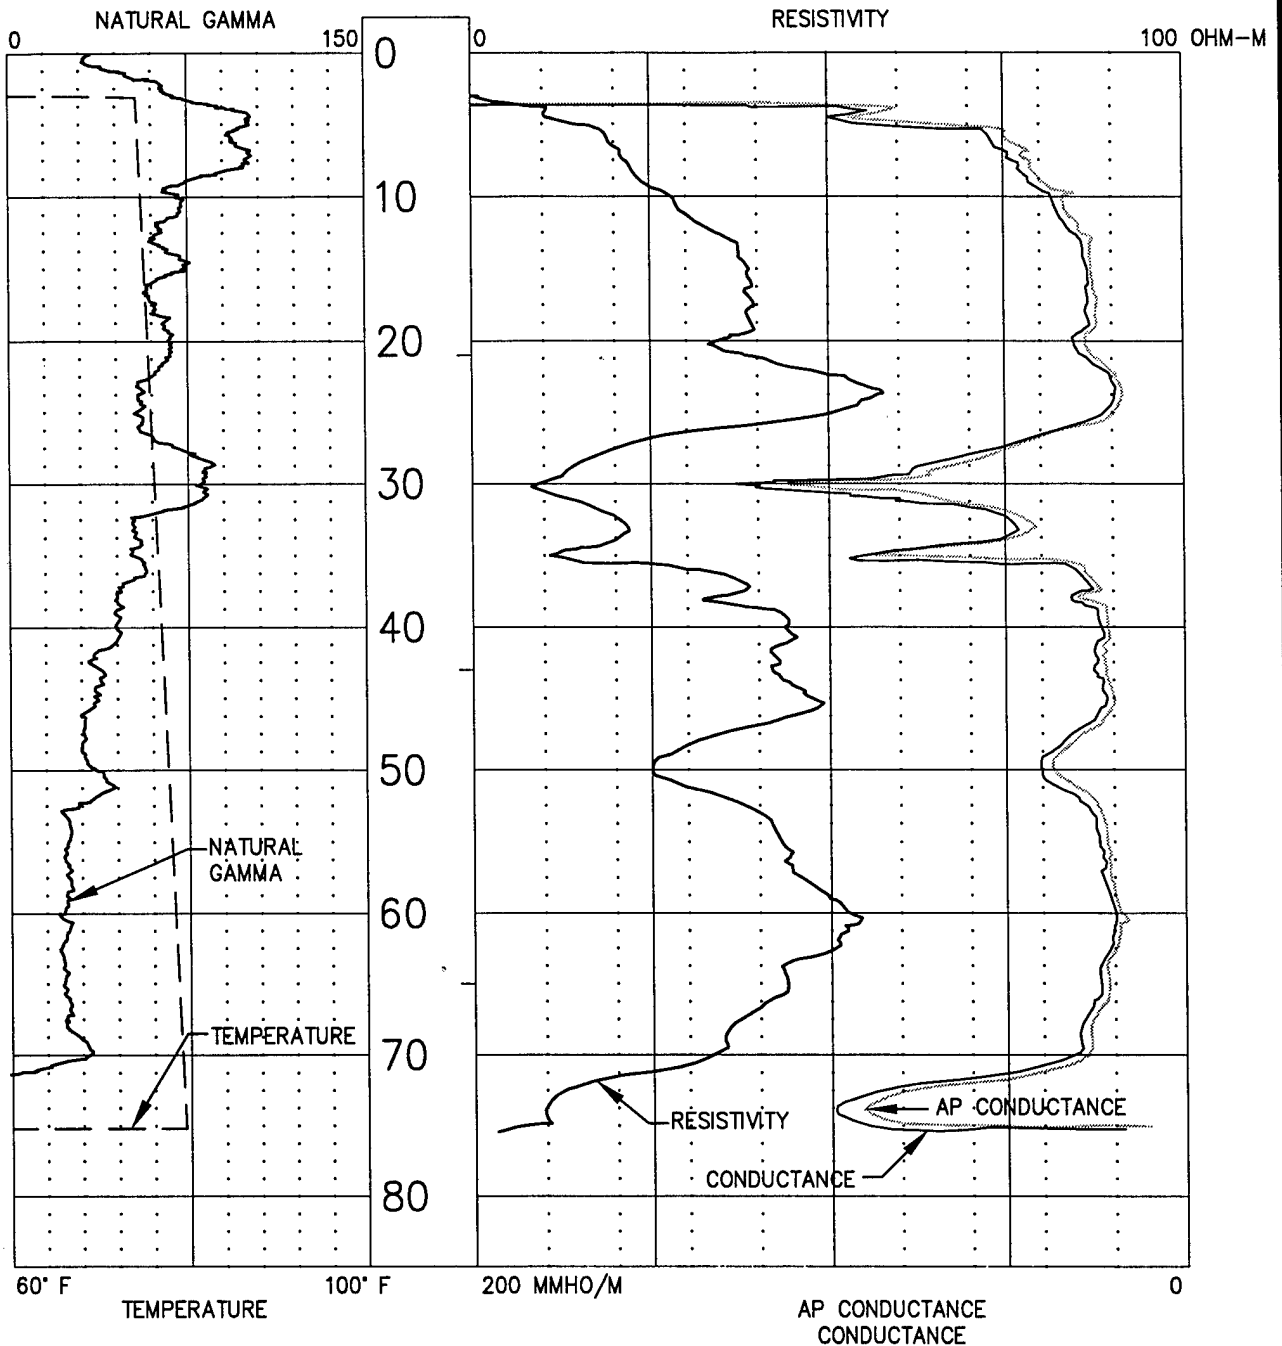 NATURAL GAMMA
RESISTIVITY
0
150
0
0
100 OHM-M
10
20
30
40
50
NATURAL
GAMMA
60
TEMPERATURE
70
AP CONDUCTANCE
RESISTIVITY
CONDUCTANCE
80
60° F
100° F
200 MMHO/M
0
TEMPERATURE
AP CONDUCTANCE
CONDUCTANCE